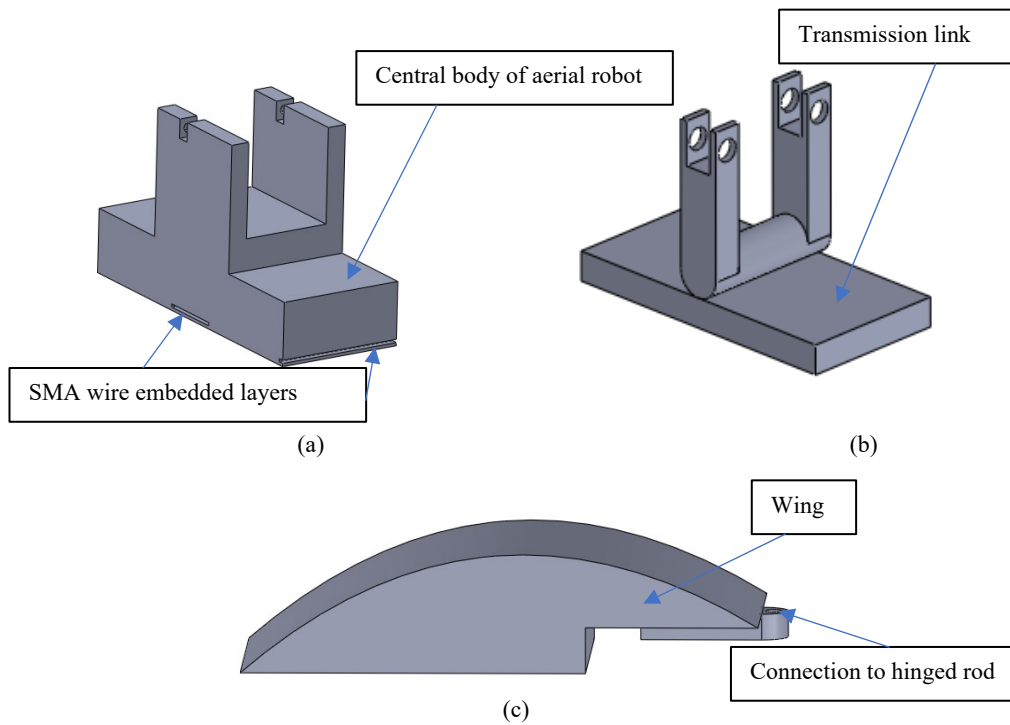 Transmission link
Central body of aerial robot
SMA wire embedded layers
(a)
(b)
Wing
Connection to hinged rod
(c)